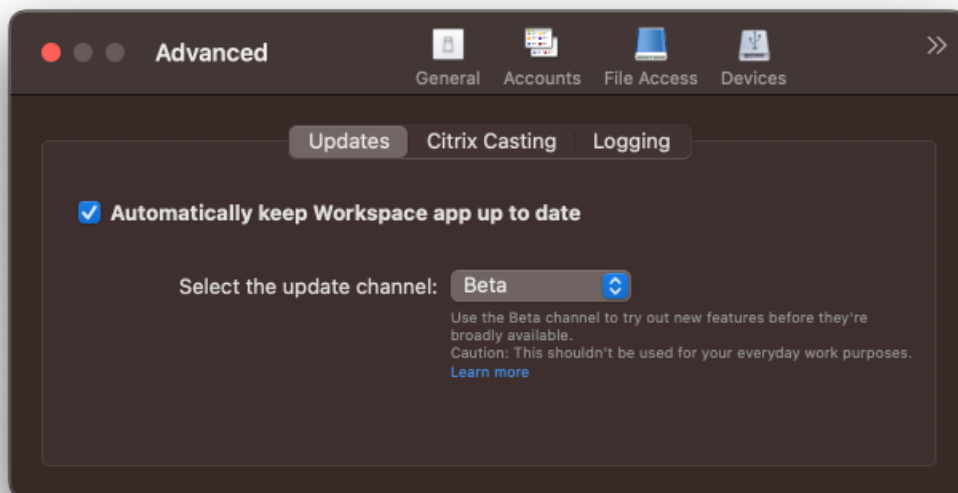 Advanced
General Accounts File Access Devices
Updates Citrix Casting Logging
Automatically keep Workspace app up to date
Select the update channel: Beta
Use the Beta channel to try out new features before they're
broadly available.
Caution: This shouldn't be used for your everyday work purposes.
Learn more